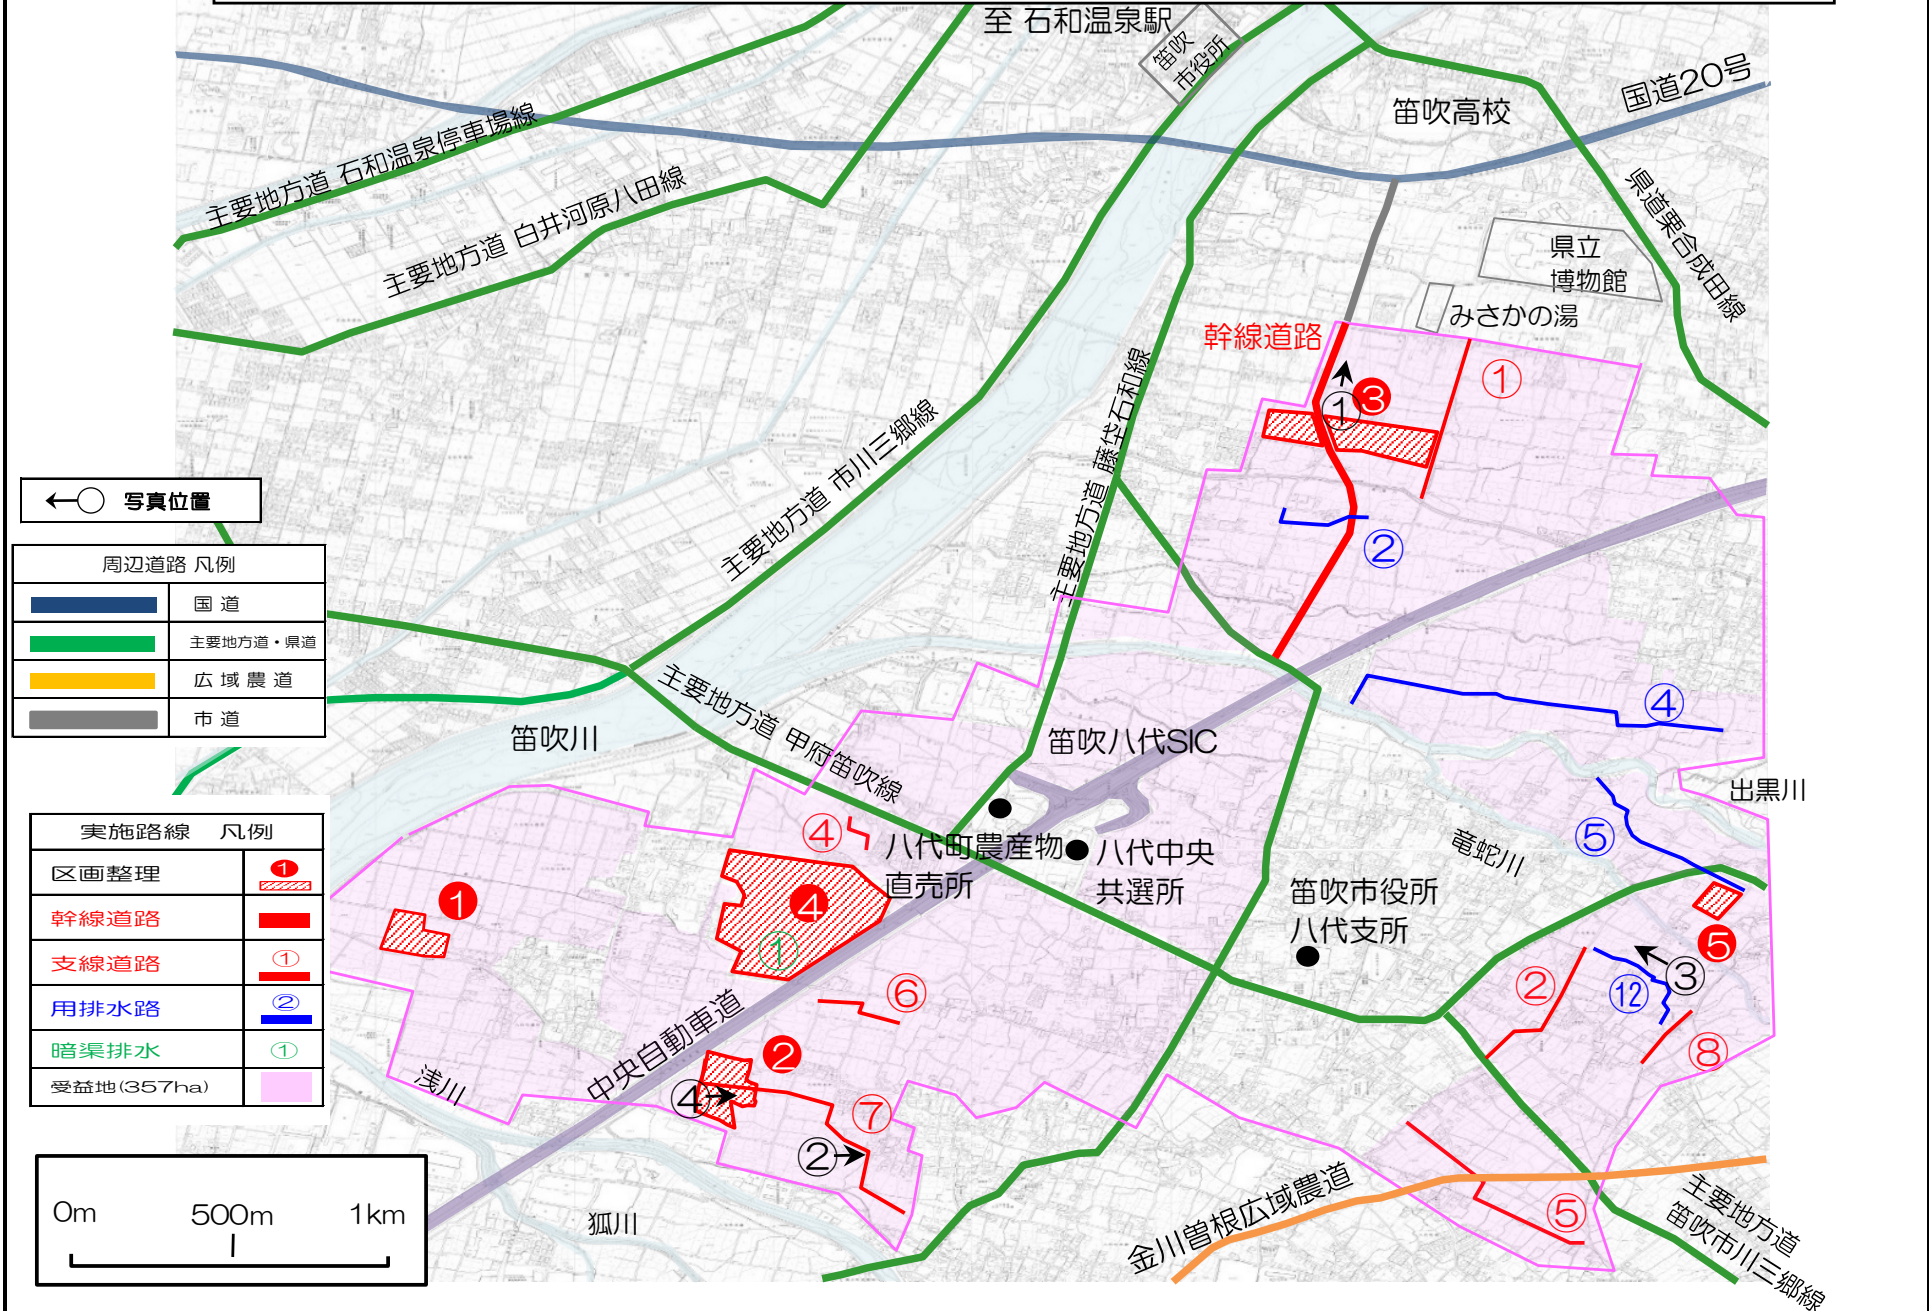 至 石和温泉駅
笛吹
市役所
国道20号
笛吹高校
主要地方道 石和温泉停車場線
主要地方道 白井河原八田線
県道栗合成田線
県立
博物館
みさかの湯
幹線道路
①
③
①
主要地方道 藤垈石和線
主要地方道 市川三郷線
②
写真位置
周辺道路 凡例
国 道
主要地方道・県道
広 域 農 道
市 道
主要地方道 甲府笛吹線
笛吹川
笛吹八代SIC
④
出黒川
⑤
竜蛇川
④
八代町農産物
直売所
八代中央
共選所
笛吹市役所
八代支所
実施路線 凡例
区画整理 ❶
幹線道路
支線道路 ①
用排水路 ②
暗渠排水 ①
受益地(357ha)
❶
❹
①
❺
③
②
⑫
⑧
⑥
中央自動車道
❷
④
⑦
②
浅川
狐川
0m 500m 1km
金川曽根広域農道
⑤
主要地方道
笛吹市川三郷線